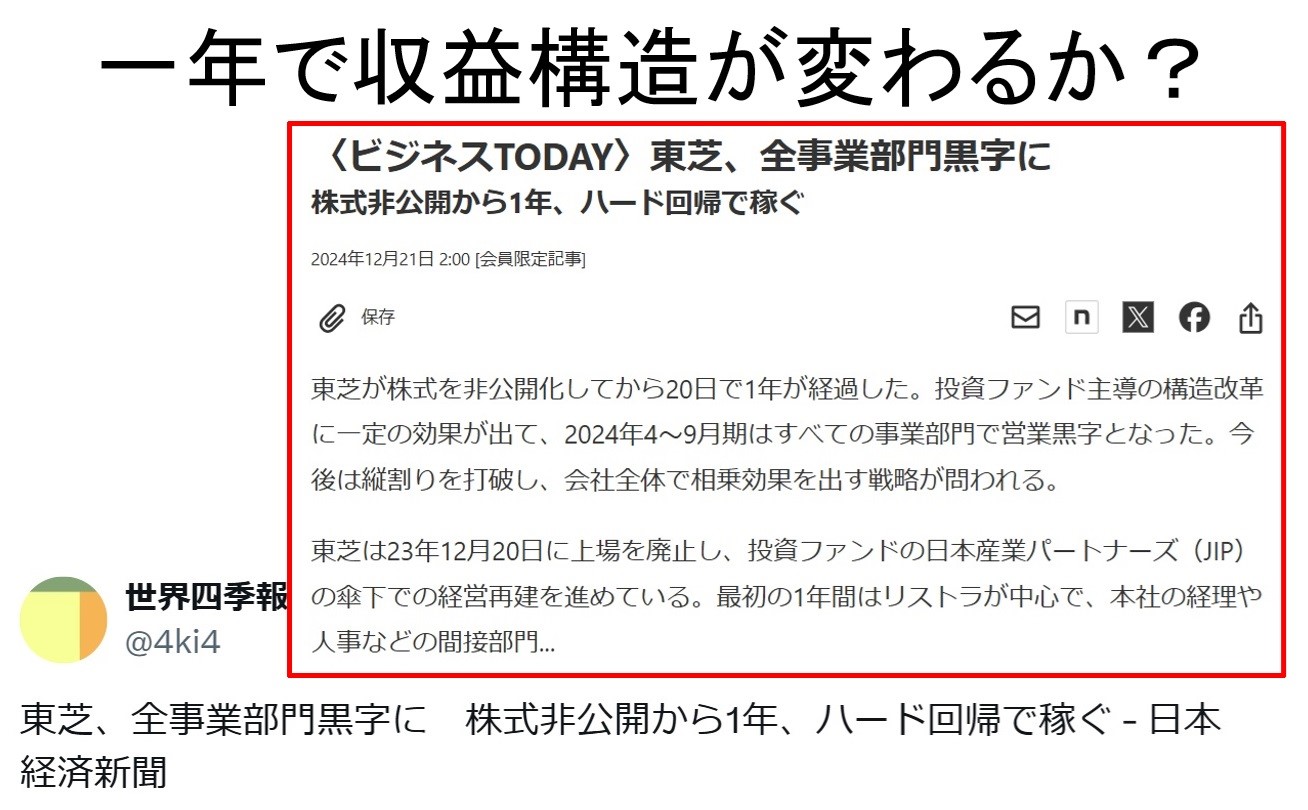 一年で収益構造が変わるか？
〈ビジネスTODAY〉東芝、全事業部門黒字に
株式非公開から1年、ハード回帰で稼ぐ
2024年12月21日 2:00 [会員限定記事]
保存
東芝が株式を非公開化してから20日で1年が経過した。投資ファンド主導の構造改革
に一定の効果が出て、2024年4～9月期はすべての事業部門で営業黒字となった。今
後は縦割りを打破し、会社全体で相乗効果を出す戦略が問われる。
東芝は23年12月20日に上場を廃止し、投資ファンドの日本産業パートナーズ（JIP）
の傘下での経営再建を進めている。最初の1年間はリストラが中心で、本社の経理や
人事などの間接部門...
世界四季報
@4ki4
東芝、全事業部門黒字に　株式非公開から1年、ハード回帰で稼ぐ - 日本
経済新聞